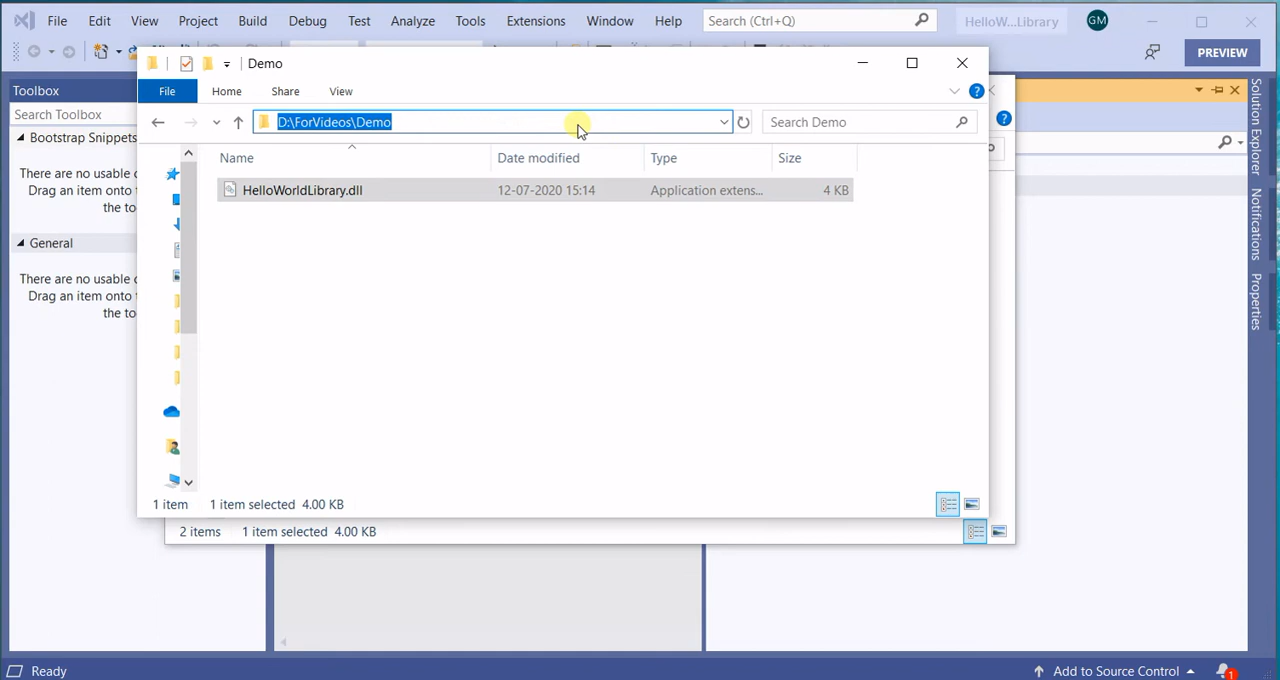 File Edit View Project Build Debug Test Analyze Tools Extensions Window Help Search (Ctrl+Q) HelloW...Library GM
PREVIEW
Demo
File Home Share View
D:\ForVideos\Demo Search Demo
Name Date modified Type Size
HelloWorldLibrary.dll 12-07-2020 15:14 Application extens... 4 KB
1 item 1 item selected 4.00 KB
2 items 1 item selected 4.00 KB
Toolbox
Search Toolbox
Bootstrap Snippets
There are no usable
Drag an item onto
the to
General
There are no usable
Drag an item onto
the to
Solution Explorer
Notifications
Properties
Ready Add to Source Control 1